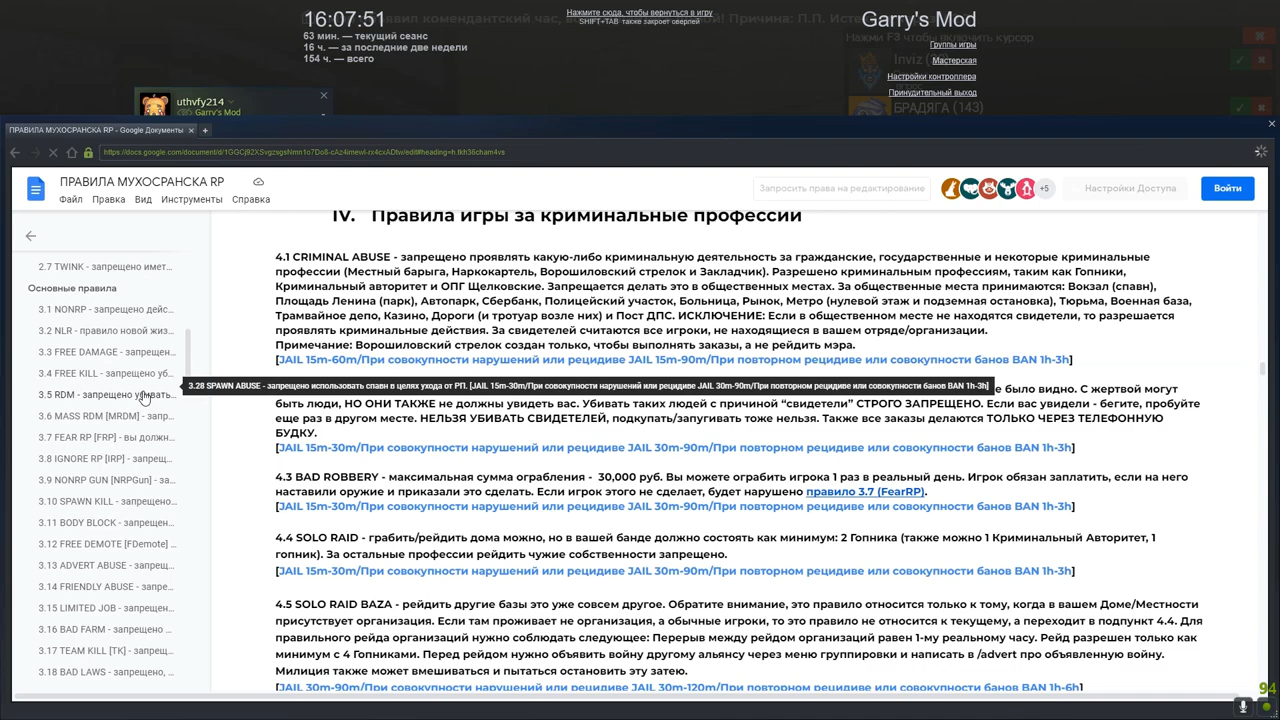 16:07:51
63 мин. — текущий сеанс
16 ч. — за последние две недели
154 ч. — всего
Нажмите сюда, чтобы вернуться в игру
SHIFT+TAB также закроет оверлей
Garry's Mod
Группы игры
Мастерская
Настройки контроллера
Принудительный выход
вил комендантский час,
Причина: П.П. Исте
Нажми F3 чтобы включить курсор
Inviz
БРАДЯГА (143)
uthvfy214
Garry's Mod
ПРАВИЛА МУХОСРАНСКА RP - Google Документы
https://docs.google.com/document/d/1GGCj92XSvgzsgsNmn1o7Do8-cAz4imewl-rx4cxADtw/edit#heading=h.tkh36cham4vs
ПРАВИЛА МУХОСРАНСКА RP
Файл Правка Вид Инструменты Справка
Запросить права на редактирование
+5
Настройки Доступа
Войти
2.7 TWINK - запрещено имет...
Основные правила
3.1 NONRP - запрещено дейс...
3.2 NLR - правило новой жиз...
3.3 FREE DAMAGE - запрещен...
3.4 FREE KILL - запрещено уб...
3.5 RDM - запрещено убивать...
3.6 MASS RDM [MRDM] - запр...
3.7 FEAR RP [FRP] - вы должн...
3.8 IGNORE RP [IRP] - запрещ...
3.9 NONRP GUN [NRPGun] - за...
3.10 SPAWN KILL - запрещено...
3.11 BODY BLOCK - запрещен...
3.12 FREE DEMOTE [FDemote] ...
3.13 ADVERT ABUSE - запрещ...
3.14 FRIENDLY ABUSE - запре...
3.15 LIMITED JOB - запрещен...
3.16 BAD FARM - запрещено ...
3.17 TEAM KILL [TK] - запрещ...
3.18 BAD LAWS - запрещено, ...
3.28 SPAWN ABUSE - запрещено использовать спавн в целях ухода от РП. [JAIL 15m-30m/При совокупности нарушений или рецидиве JAIL 30m-90m/При повторном рецидиве или совокупности банов BAN 1h-3h]
IV. Правила игры за криминальные профессии
4.1 CRIMINAL ABUSE - запрещено проявлять какую-либо криминальную деятельность за гражданские, государственные и некоторые криминальные
профессии (Местный барыга, Наркокартель, Ворошиловский стрелок и Закладчик). Разрешено криминальным профессиям, таким как Гопники,
Криминальный авторитет и ОПГ Щелковские. Запрещается делать это в общественных местах. За общественные места принимаются: Вокзал (спавн),
Площадь Ленина (парк), Автопарк, Сбербанк, Полицейский участок, Больница, Рынок, Метро (нулевой этаж и подземная остановка), Тюрьма, Военная база,
Трамвайное депо, Казино, Дороги (и тротуар возле них) и Пост ДПС. ИСКЛЮЧЕНИЕ: Если в общественном месте не находятся свидетели, то разрешается
проявлять криминальные действия. За свидетелей считаются все игроки, не находящиеся в вашем отряде/организации.
Примечание: Ворошиловский стрелок создан только, чтобы выполнять заказы, а не рейдить мэра.
[JAIL 15m-60m/При совокупности нарушений или рецидиве JAIL 15m-90m/При повторном рецидиве или совокупности банов BAN 1h-3h]
е было видно. С жертвой могут
быть люди, НО ОНИ ТАКЖЕ не должны увидеть вас. Убивать таких людей с причиной “свидетели” СТРОГО ЗАПРЕЩЕНО. Если вас увидели - бегите, пробуйте
еще раз в другом месте. НЕЛЬЗЯ УБИВАТЬ СВИДЕТЕЛЕЙ, подкупать/запугивать тоже нельзя. Также все заказы делаются ТОЛЬКО ЧЕРЕЗ ТЕЛЕФОННУЮ
БУДКУ.
[JAIL 15m-30m/При совокупности нарушений или рецидиве JAIL 30m-90m/При повторном рецидиве или совокупности банов BAN 1h-3h]
4.3 BAD ROBBERY - максимальная сумма ограбления - 30,000 руб. Вы можете ограбить игрока 1 раз в реальный день. Игрок обязан заплатить, если на него
наставили оружие и приказали это сделать. Если игрок этого не сделает, будет нарушено правило 3.7 (FearRP).
[JAIL 15m-30m/При совокупности нарушений или рецидиве JAIL 30m-90m/При повторном рецидиве или совокупности банов BAN 1h-3h]
4.4 SOLO RAID - грабить/рейдить дома можно, но в вашей банде должно состоять как минимум: 2 Гопника (также можно 1 Криминальный Авторитет, 1
гопник). За остальные профессии рейдить чужие собственности запрещено.
[JAIL 15m-30m/При совокупности нарушений или рецидиве JAIL 30m-90m/При повторном рецидиве или совокупности банов BAN 1h-3h]
4.5 SOLO RAID BAZA - рейдить другие базы это уже совсем другое. Обратите внимание, это правило относится только к тому, когда в вашем Доме/Местности
присутствует организация. Если там проживает не организация, а обычные игроки, то это правило не относится к текущему, а переходит в подпункт 4.4. Для
правильного рейда организаций нужно соблюдать следующее: Перерыв между рейдом организаций равен 1-му реальному часу. Рейд разрешен только как
минимум с 4 Гопниками. Перед рейдом нужно объявить войну другому альянсу через меню группировки и написать в /advert про объявленную войну.
Милиция также может вмешиваться и пытаться остановить эту затею.
[JAIL 30m-90m/При совокупности нарушений или рецидиве JAIL 30m-120m/При повторном рецидиве или совокупности банов BAN 1h-6h]
94